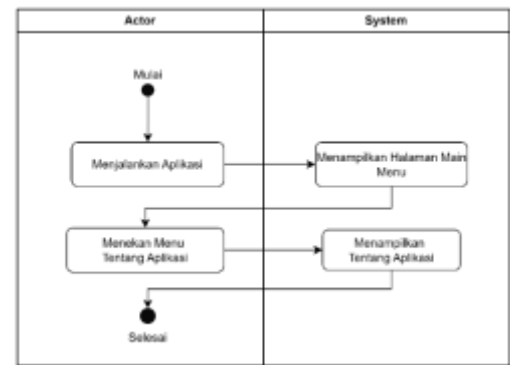 Actor
System
Mulai
Menjalankan Aplikasi
Menampilkan Halaman Main
Menu
Menekan Menu
Tentang Aplikasi
Menampilkan
Tentang Aplikasi
Selesai